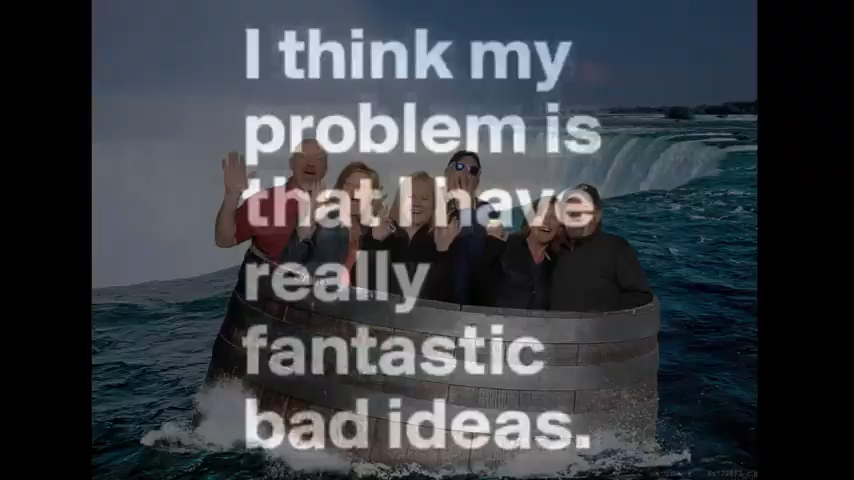 I think my
problem is
that I have
really
fantastic
bad ideas.